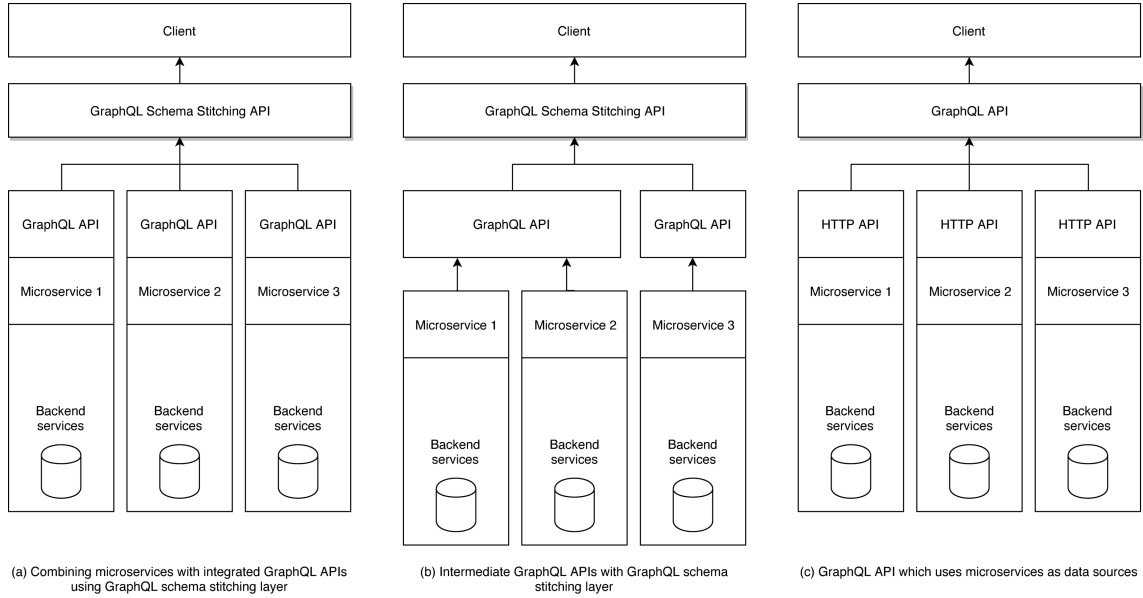 Client
GraphQL Schema Stitching API
GraphQL API
GraphQL API
GraphQL API
Microservice 1
Microservice 2
Microservice 3
Backend
services
Backend
services
Backend
services
(a) Combining microservices with integrated GraphQL APIs
using GraphQL schema stitching layer
Client
GraphQL Schema Stitching API
GraphQL API
GraphQL API
Microservice 1
Microservice 2
Microservice 3
Backend
services
Backend
services
Backend
services
(b) Intermediate GraphQL APIs with GraphQL schema
stitching layer
Client
GraphQL API
HTTP API
HTTP API
HTTP API
Microservice 1
Microservice 2
Microservice 3
Backend
services
Backend
services
Backend
services
(c) GraphQL API which uses microservices as data sources